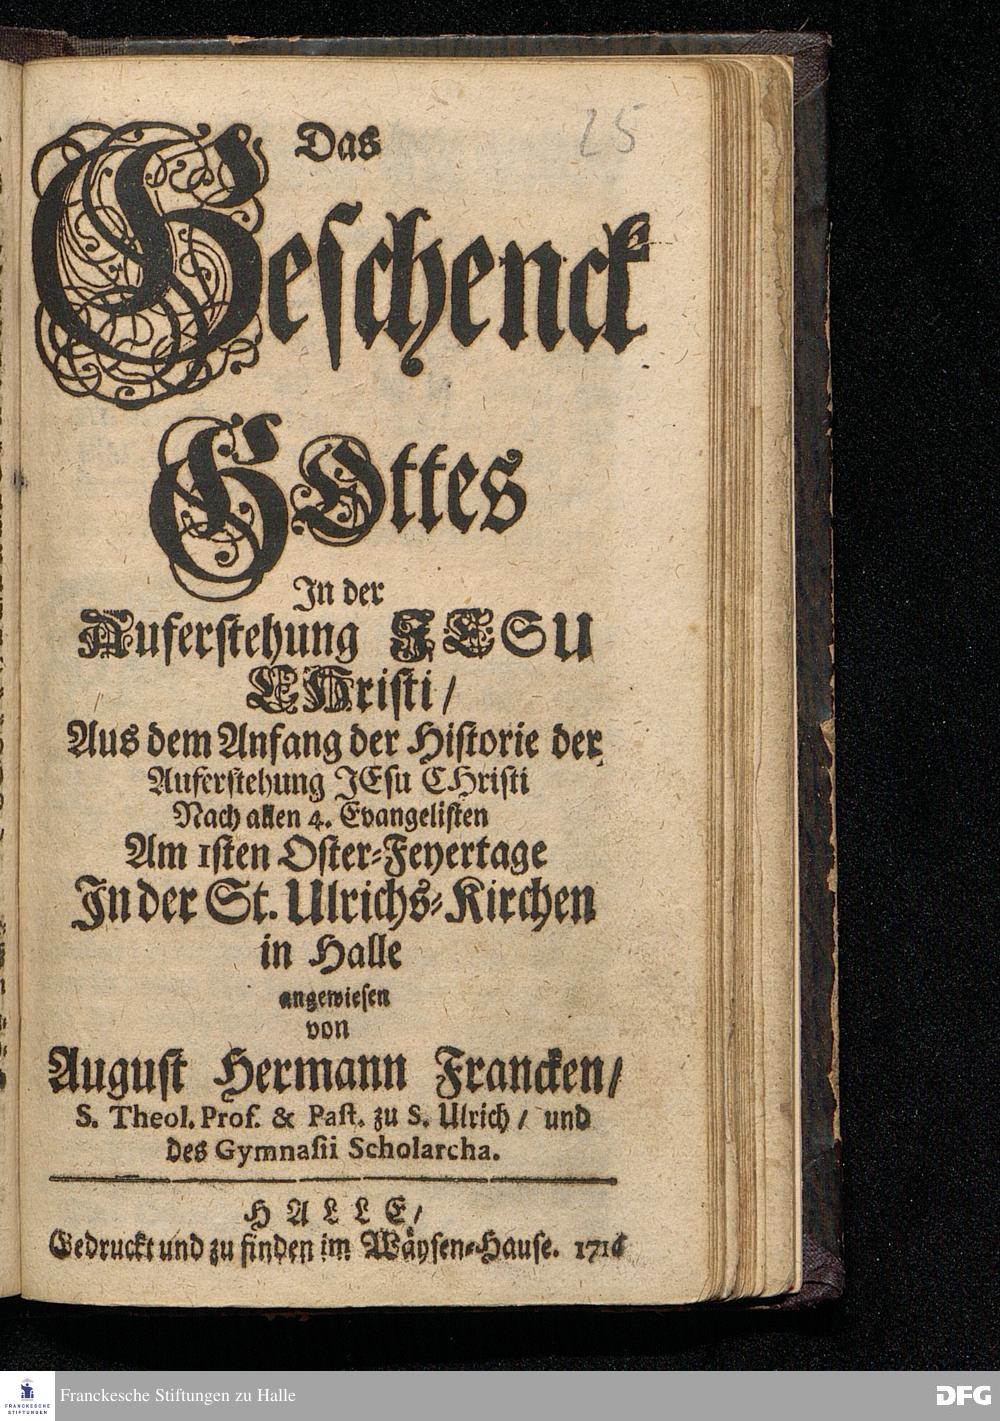 25
Das
Geschenck
GOttes
In der
Auferstehung JESU
CHristi/
Aus dem Anfang der Historie der
Auferstehung JEsu CHristi
Nach allen 4. Evangelisten
Am 1sten Oster-Feyertage
In der St. Ulrichs-Kirchen
in Halle
angewiesen
von
August Hermann Francken/
S. Theol. Prof. & Past. zu S. Ulrich/ und
des Gymnasii Scholarcha.
HALLE/
Gedruckt und zu finden im Wäysen-Hause. 1716
FRANCKESCHE
STIFTUNGEN
Franckesche Stiftungen zu Halle
DFG